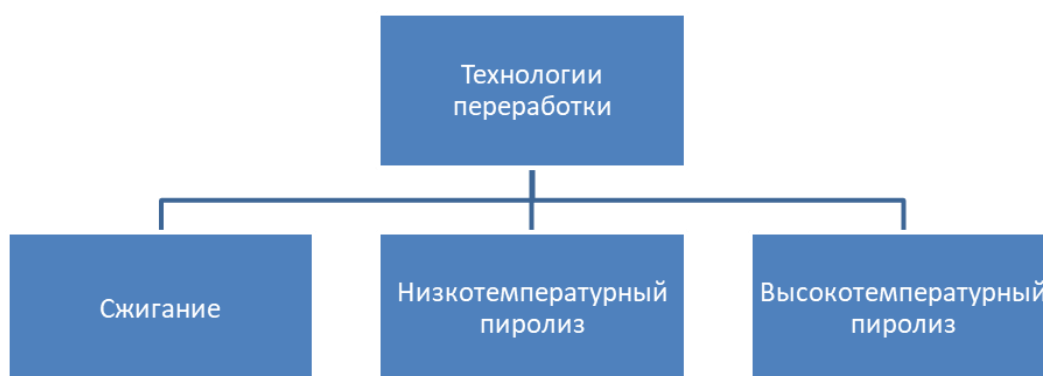 Технологии
переработки
Сжигание
Низкотемпературный
пиролиз
Высокотемпературный
пиролиз